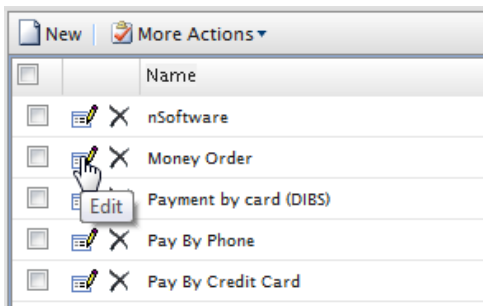 New More Actions
Name
nSoftware
Money Order
Edit
Payment by card (DIBS)
Pay By Phone
Pay By Credit Card